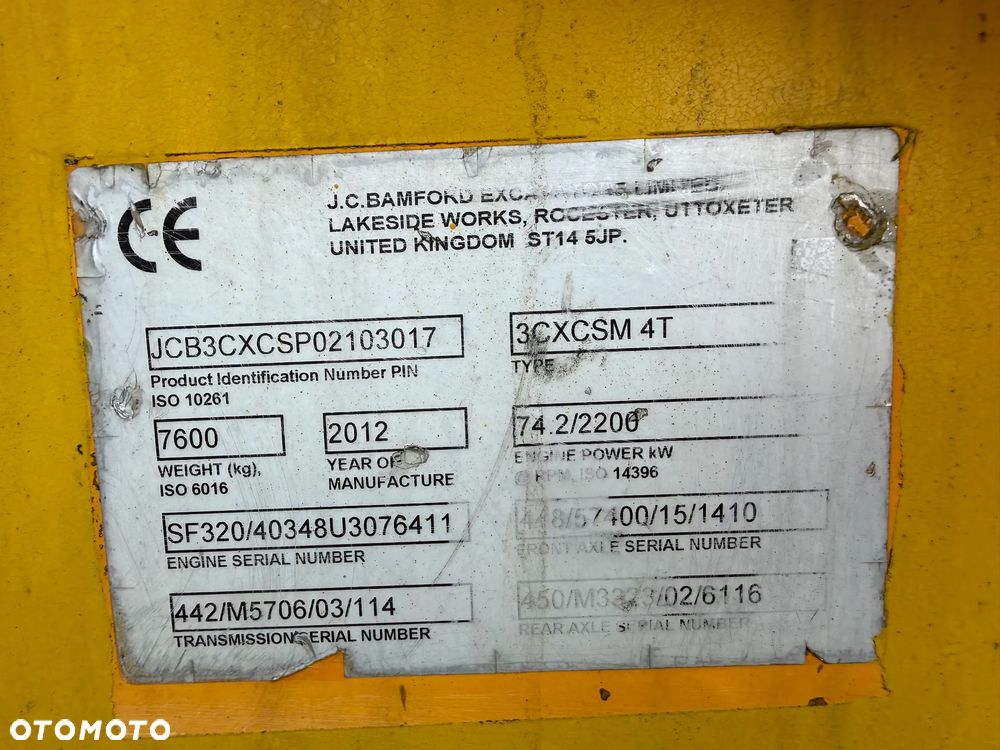 CE
J.C.BAMFORD EXCAVATORS LIMITED,
LAKESIDE WORKS, ROCESTER, UTTOXETER
UNITED KINGDOM ST14 5JP.
JCB3CXCSP02103017
Product Identification Number PIN
ISO 10261
3CXCSM 4T
TYPE
7600
WEIGHT (kg),
ISO 6016
2012
YEAR OF
MANUFACTURE
74.2/2200
ENGINE POWER kW
@ RPM, ISO 14396
SF320/40348U3076411
ENGINE SERIAL NUMBER
448/57400/15/1410
FRONT AXLE SERIAL NUMBER
442/M5706/03/114
TRANSMISSION SERIAL NUMBER
REAR AXLE SERIAL NUMBER
OTOMOTO